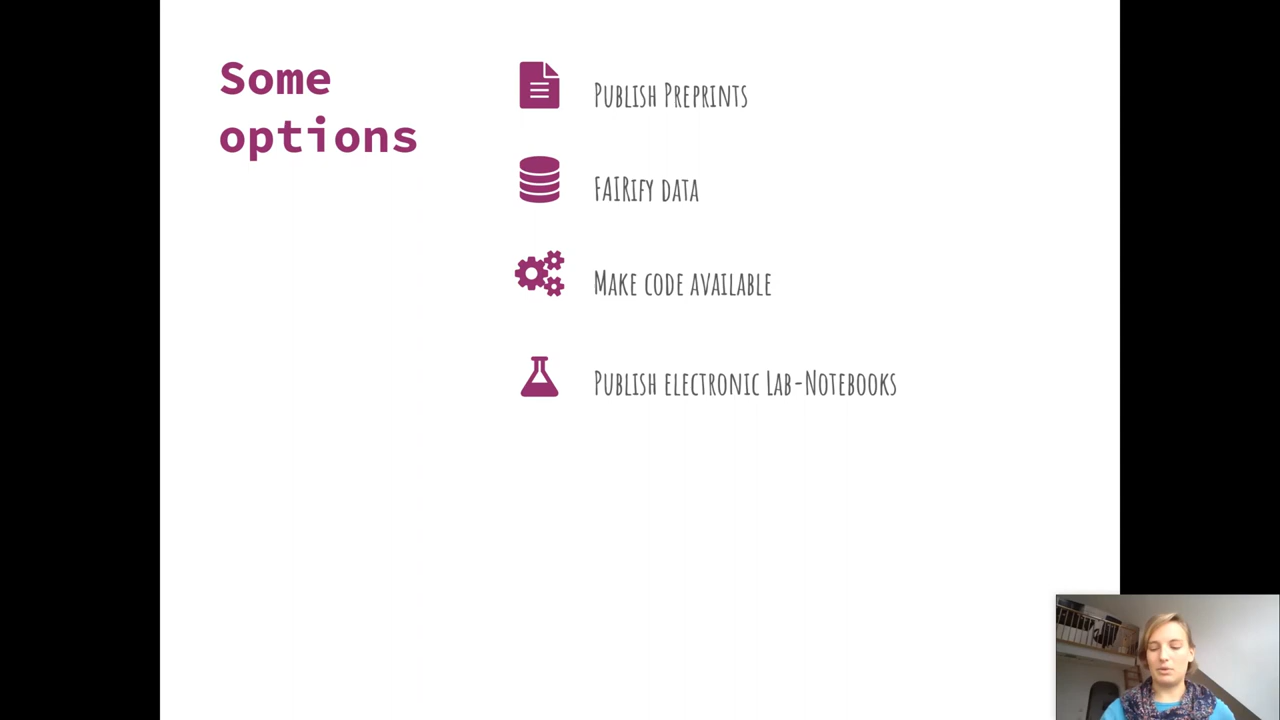 Some
options
Publish Preprints
FAIRify data
Make code available
Publish electronic Lab-Notebooks